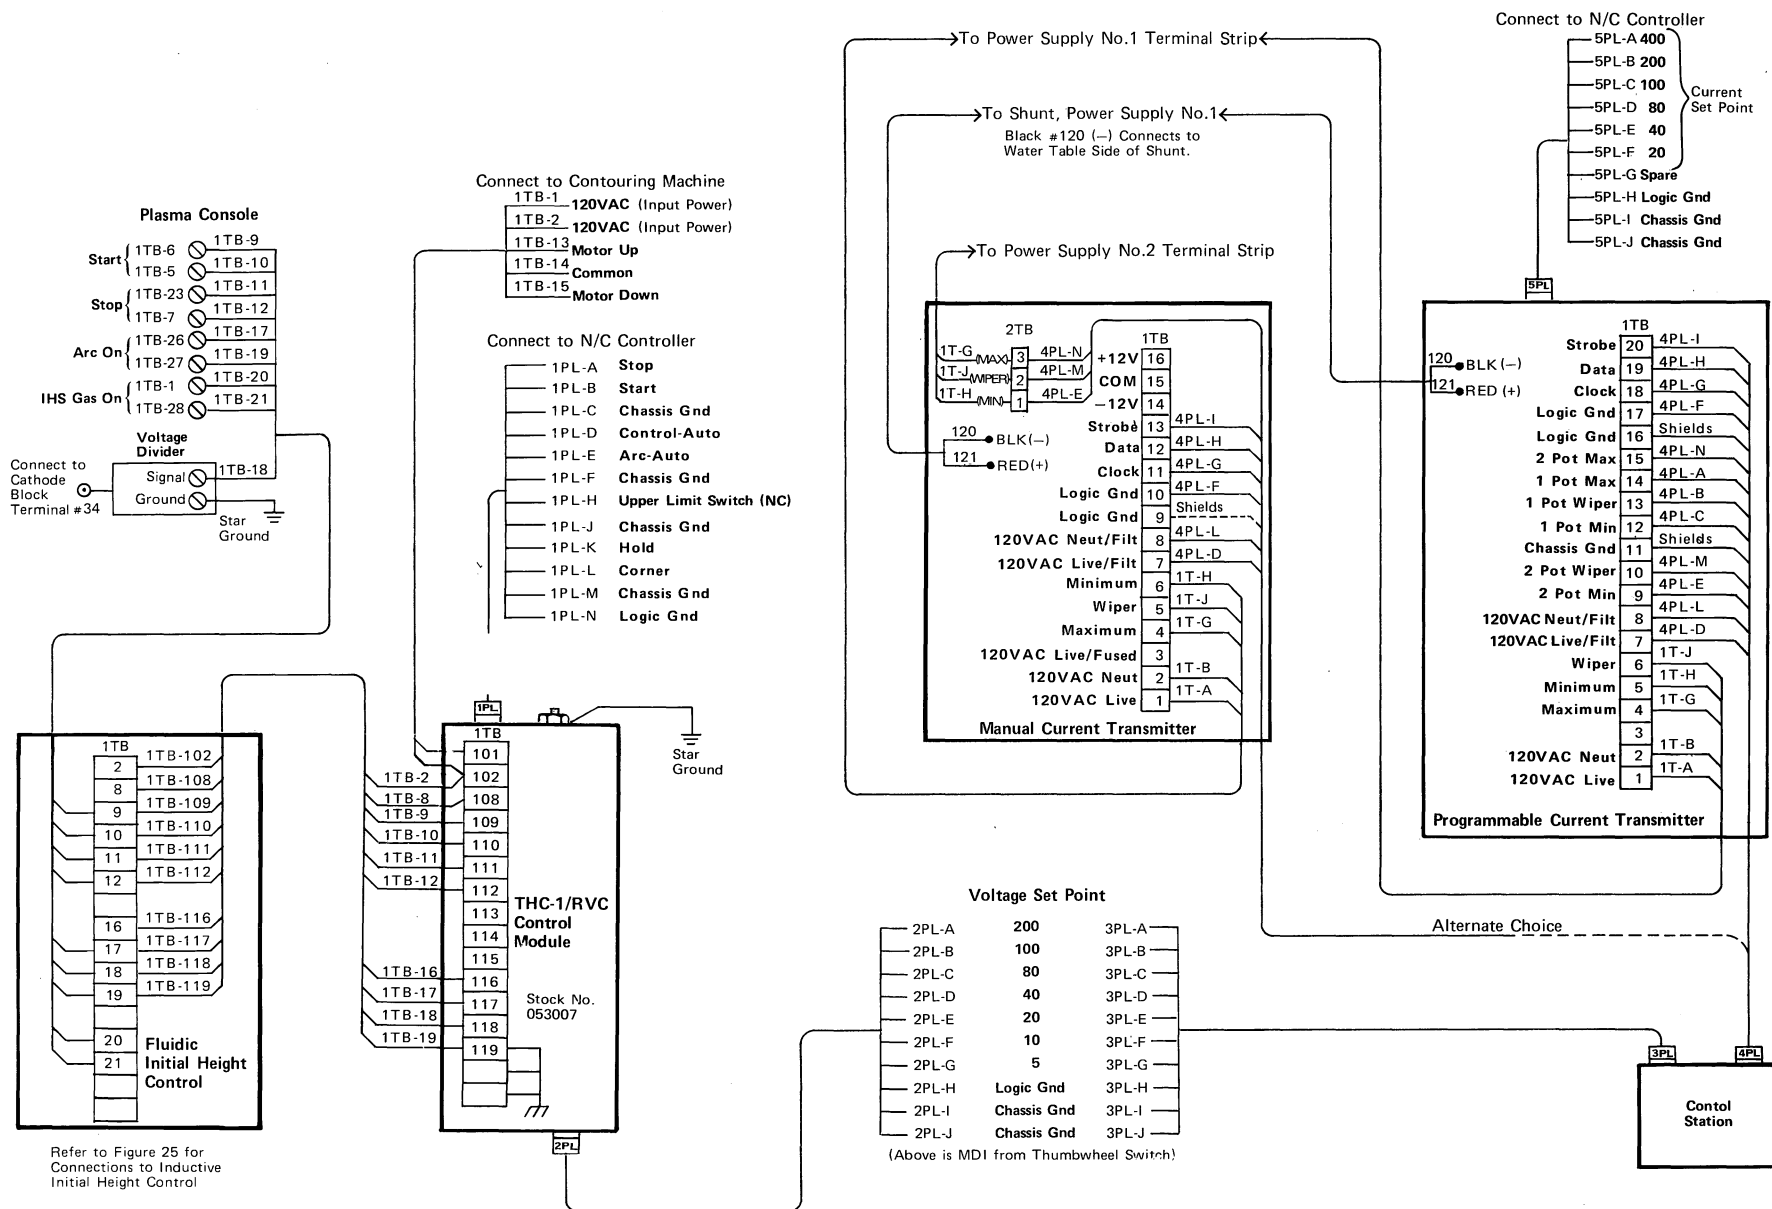 Connect to N/C Controller
5PL-A 400
5PL-B 200
5PL-C 100
5PL-D 80
5PL-E 40
5PL-F 20
Current
Set Point
5PL-G Spare
5PL-H Logic Gnd
5PL-I Chassis Gnd
5PL-J Chassis Gnd
5PL
To Power Supply No.1 Terminal Strip
To Shunt, Power Supply No.1
Black #120 (−) Connects to
Water Table Side of Shunt.
To Power Supply No.2 Terminal Strip
Connect to Contouring Machine
1TB-1 120VAC (Input Power)
1TB-2 120VAC (Input Power)
1TB-13 Motor Up
1TB-14 Common
1TB-15 Motor Down
Plasma Console
Start
1TB-6 1TB-9
1TB-5 1TB-10
Stop
1TB-23 1TB-11
1TB-7 1TB-12
Arc On
1TB-26 1TB-17
1TB-27 1TB-19
IHS Gas On
1TB-1 1TB-20
1TB-28 1TB-21
Voltage
Divider
Connect to
Cathode
Block
Terminal #34
Signal 1TB-18
Ground
Star
Ground
Connect to N/C Controller
1PL-A Stop
1PL-B Start
1PL-C Chassis Gnd
1PL-D Control-Auto
1PL-E Arc-Auto
1PL-F Chassis Gnd
1PL-H Upper Limit Switch (NC)
1PL-J Chassis Gnd
1PL-K Hold
1PL-L Corner
1PL-M Chassis Gnd
1PL-N Logic Gnd
2TB
1T-G (MAX) 3 4PL-N
1T-J (WIPER) 2 4PL-M
1T-H (MIN) 1 4PL-E
120 BLK(−)
121 RED(+)
1TB
+12V 16
COM 15
−12V 14
Strobe 13 4PL-I
Data 12 4PL-H
Clock 11 4PL-G
Logic Gnd 10 4PL-F
Logic Gnd 9 Shields
120VAC Neut/Filt 8 4PL-L
120VAC Live/Filt 7 4PL-D
Minimum 6 1T-H
Wiper 5 1T-J
Maximum 4 1T-G
120VAC Live/Fused 3
120VAC Neut 2 1T-B
120VAC Live 1 1T-A
Manual Current Transmitter
120 BLK (−)
121 RED (+)
1TB
Strobe 20 4PL-I
Data 19 4PL-H
Clock 18 4PL-G
Logic Gnd 17 4PL-F
Logic Gnd 16 Shields
2 Pot Max 15 4PL-N
1 Pot Max 14 4PL-A
1 Pot Wiper 13 4PL-B
1 Pot Min 12 4PL-C
Chassis Gnd 11 Shields
2 Pot Wiper 10 4PL-M
2 Pot Min 9 4PL-E
120VAC Neut/Filt 8 4PL-L
120VAC Live/Filt 7 4PL-D
Wiper 6 1T-J
Minimum 5 1T-H
Maximum 4 1T-G
3
120VAC Neut 2 1T-B
120VAC Live 1 1T-A
Programmable Current Transmitter
1TB
2 1TB-102
8 1TB-108
9 1TB-109
10 1TB-110
11 1TB-111
12 1TB-112
16 1TB-116
17 1TB-117
18 1TB-118
19 1TB-119
20
21
Fluidic
Initial Height
Control
Refer to Figure 25 for
Connections to Inductive
Initial Height Control
1PL
Star
Ground
1TB
101
1TB-2 102
1TB-8 108
1TB-9 109
1TB-10 110
1TB-11 111
1TB-12 112
113
114
115
1TB-16 116
1TB-17 117
1TB-18 118
1TB-19 119
THC-1/RVC
Control
Module
Stock No.
053007
2PL
Voltage Set Point
2PL-A 200 3PL-A
2PL-B 100 3PL-B
2PL-C 80 3PL-C
2PL-D 40 3PL-D
2PL-E 20 3PL-E
2PL-F 10 3PL-F
2PL-G 5 3PL-G
2PL-H Logic Gnd 3PL-H
2PL-I Chassis Gnd 3PL-I
2PL-J Chassis Gnd 3PL-J
(Above is MDI from Thumbwheel Switch)
Alternate Choice
3PL
4PL
Contol
Station